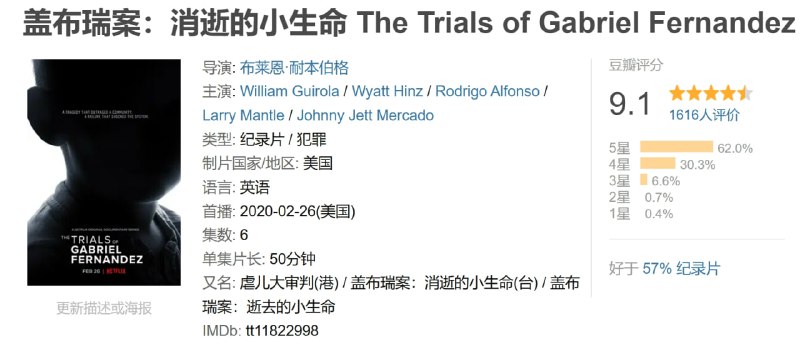 盖布瑞案：消逝的小生命 The Trials of Gabriel Fernandez
A TRAGEDY THAT OUTRAGED A COMMUNITY.
A FAILURE THAT SHOCKED THE SYSTEM.
A NETFLIX ORIGINAL DOCUMENTARY SERIES
THE TRIALS OF
GABRIEL
FERNANDEZ
FEB 26 | NETFLIX
更新描述或海报
导演: 布莱恩·耐本伯格
主演: William Guirola / Wyatt Hinz / Rodrigo Alfonso /
Larry Mantle / Johnny Jett Mercado
类型: 纪录片 / 犯罪
制片国家/地区: 美国
语言: 英语
首播: 2020-02-26(美国)
集数: 6
单集片长: 50分钟
又名: 虐儿大审判(港) / 盖布瑞案：消逝的小生命(台) / 盖布
瑞案：逝去的小生命
IMDb: tt11822998
豆瓣评分
9.1
1616人评价
5星 62.0%
4星 30.3%
3星 6.6%
2星 0.7%
1星 0.4%
好于 57% 纪录片